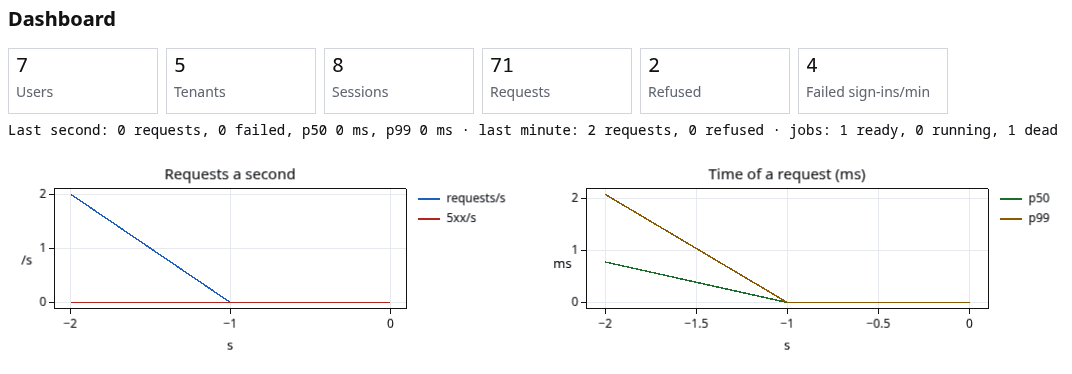 Dashboard
7 5 8 71 2 4
Users Tenants Sessions Requests Refused Failed sign-ins/min
Last second: 0 requests, 0 failed, p50 0 ms, p99 0 ms · last minute: 2 requests, 0 refused · jobs: 1 ready, 0 running, 1 dead
Requests a second
2
1
/s
0
−2 −1 0
s
requests/s
5xx/s
Time of a request (ms)
2
1
ms
0
−2 −1.5 −1 −0.5 0
s
p50
p99